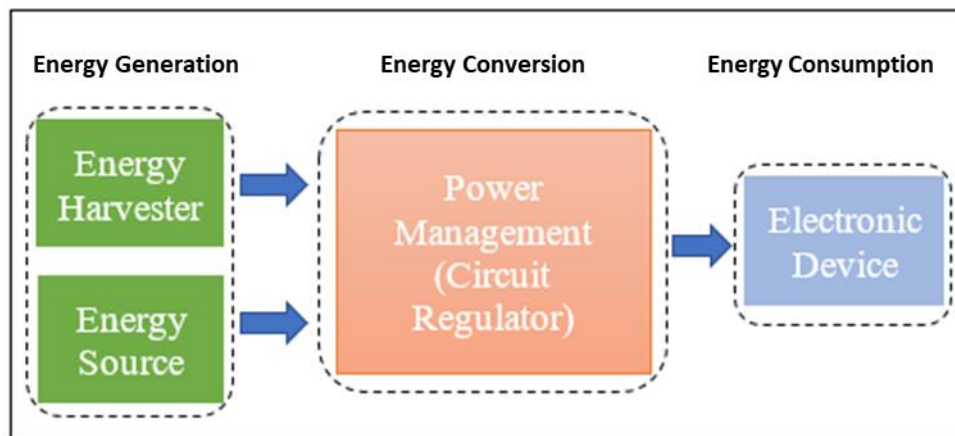 Energy Generation
Energy Conversion
Energy Consumption
Energy
Harvester
Energy
Source
Power
Management
(Circuit
Regulator)
Electronic
Device